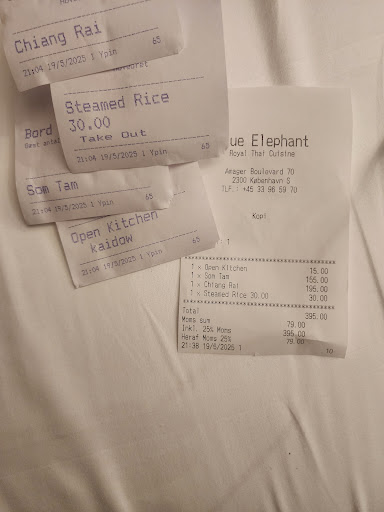 Chiang Rai
65
21:04 19/5/2025 1 Ypin
Steamed Rice
30.00
Take Out
21:04 19/5/2025 1 Ypin
65
Bord
Som Tam
65
21:04 19/5/2025 1 Ypin
Open Kitchen
kaidow
65
21:04 19/5/2025 1 Ypin
ue Elephant
Royal Thai Cuisine
Amager Boulevard 70
2300 København S
TLF.: +45 33 96 59 70
Kopi
1
1 x Open Kitchen 15.00
1 x Som Tam 155.00
1 x Chiang Rai 195.00
1 x Steamed Rice 30.00 30.00
Total 395.00
Moms sum 79.00
Inkl. 25% Moms 395.00
Heraf Moms 25% 79.00
21:38 19/5/2025 1
10